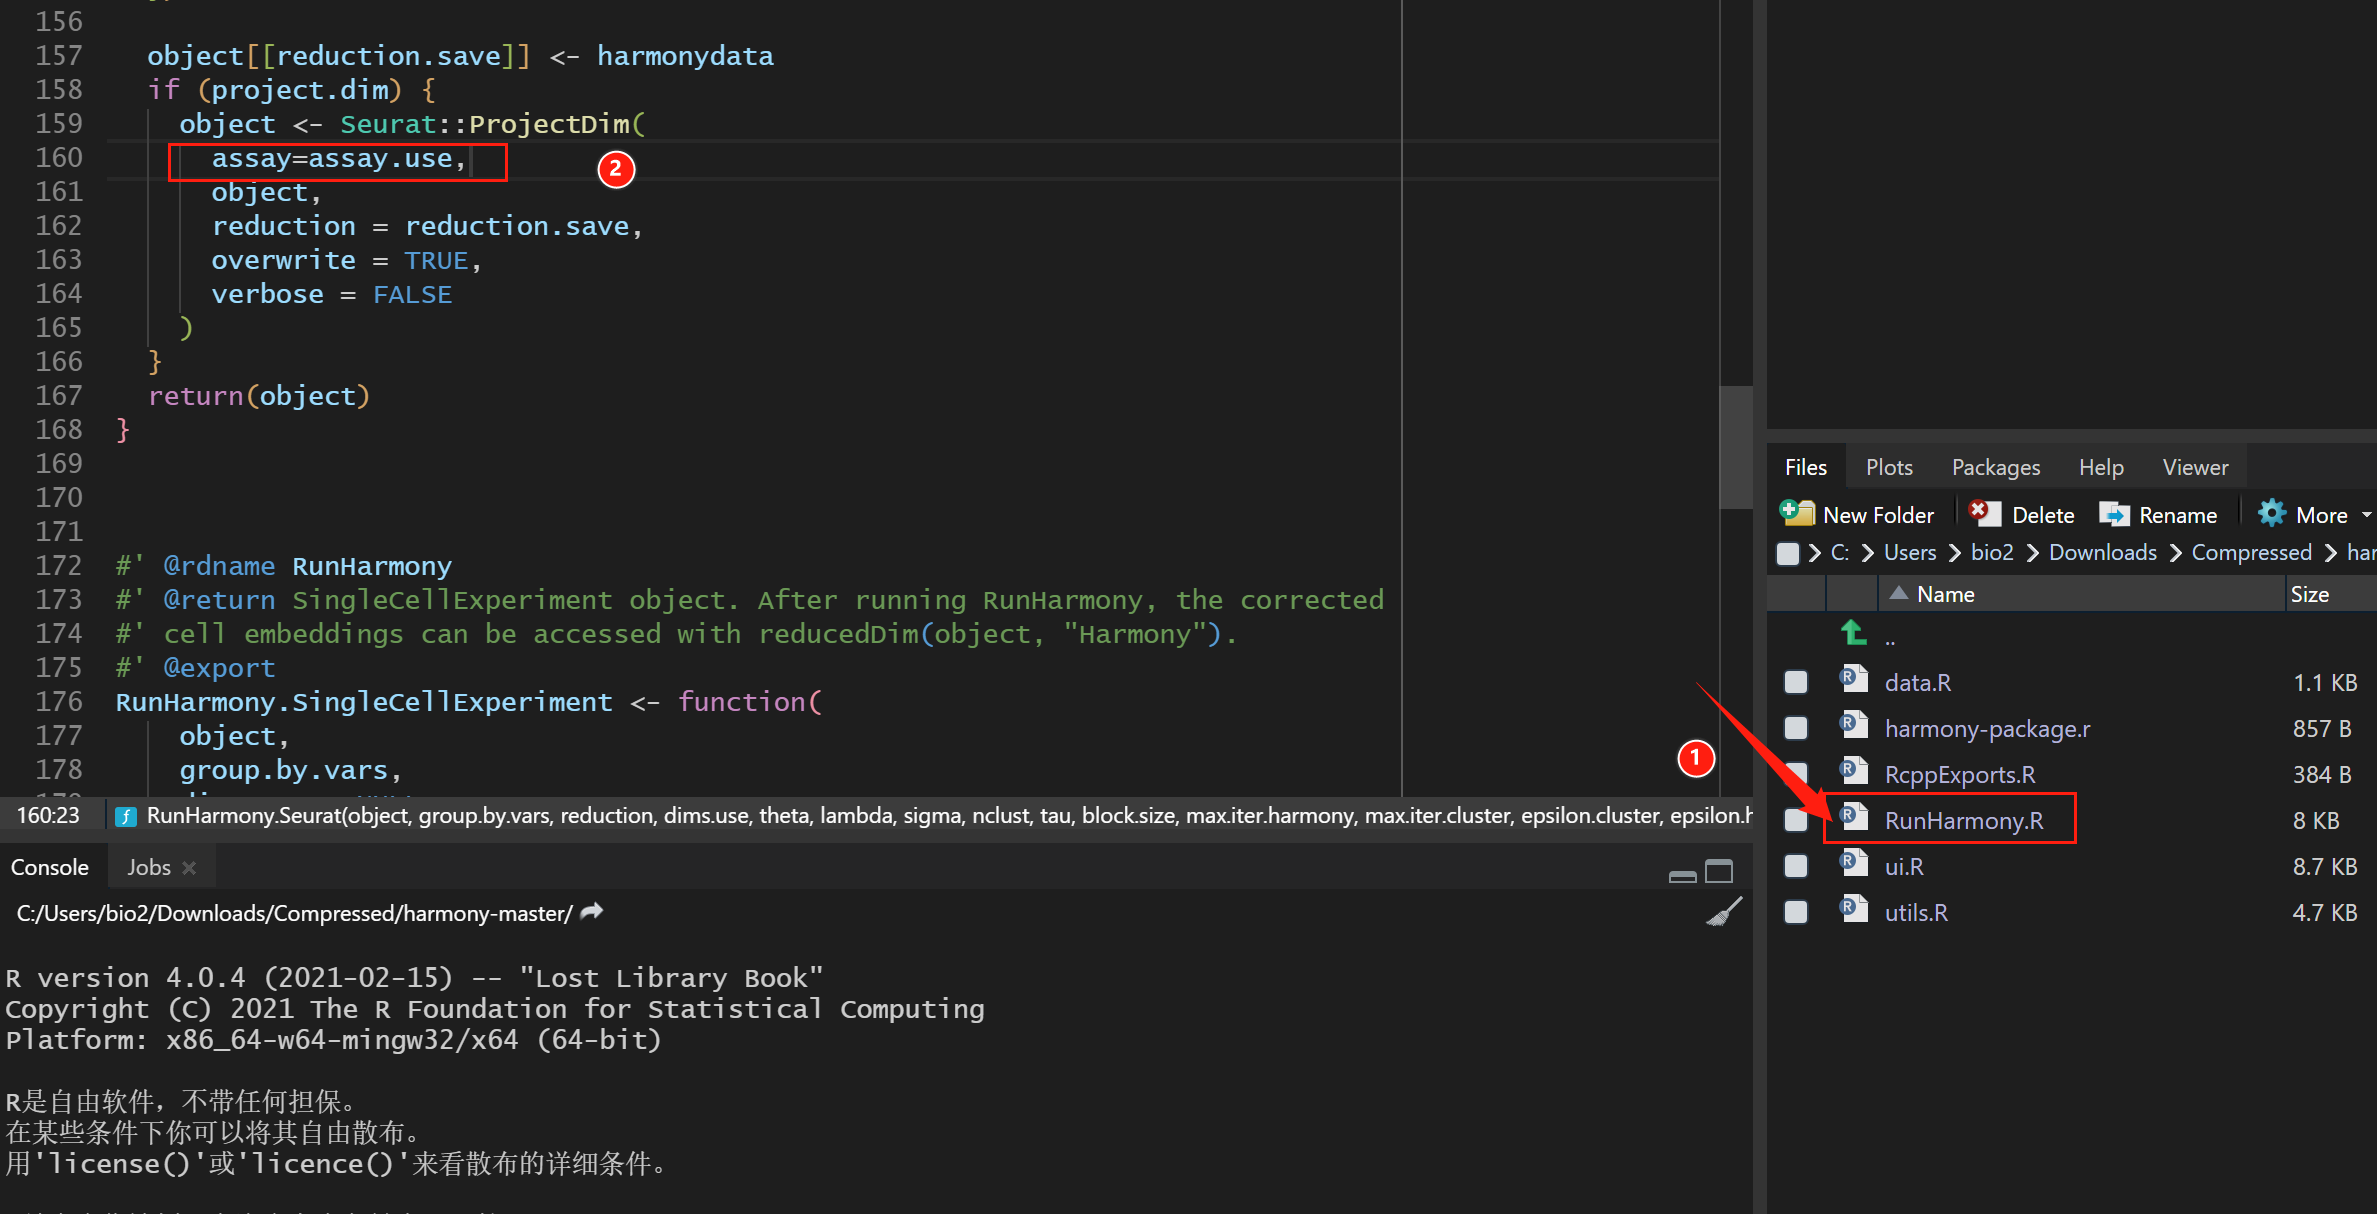 156
157 object[[reduction.save]] <- harmonydata
158 if (project.dim) {
159 object <- Seurat::ProjectDim(
160 assay=assay.use,
2
161 object,
162 reduction = reduction.save,
163 overwrite = TRUE,
164 verbose = FALSE
165 )
166 }
167 return(object)
168 }
169
170
171
172 #' @rdname RunHarmony
173 #' @return SingleCellExperiment object. After running RunHarmony, the corrected
174 #' cell embeddings can be accessed with reducedDim(object, "Harmony").
175 #' @export
176 RunHarmony.SingleCellExperiment <- function(
177 object,
178 group.by.vars,
1
160:23 RunHarmony.Seurat(object, group.by.vars, reduction, dims.use, theta, lambda, sigma, nclust, tau, block.size, max.iter.harmony, max.iter.cluster, epsilon.cluster, epsilon.h
Console Jobs
C:/Users/bio2/Downloads/Compressed/harmony-master/
R version 4.0.4 (2021-02-15) -- "Lost Library Book"
Copyright (C) 2021 The R Foundation for Statistical Computing
Platform: x86_64-w64-mingw32/x64 (64-bit)
R是自由软件，不带任何担保。
在某些条件下你可以将其自由散布。
用'license()'或'licence()'来看散布的详细条件。
Files Plots Packages Help Viewer
New Folder Delete Rename More
C: Users bio2 Downloads Compressed har
Name Size
..
data.R 1.1 KB
harmony-package.r 857 B
RcppExports.R 384 B
RunHarmony.R 8 KB
ui.R 8.7 KB
utils.R 4.7 KB